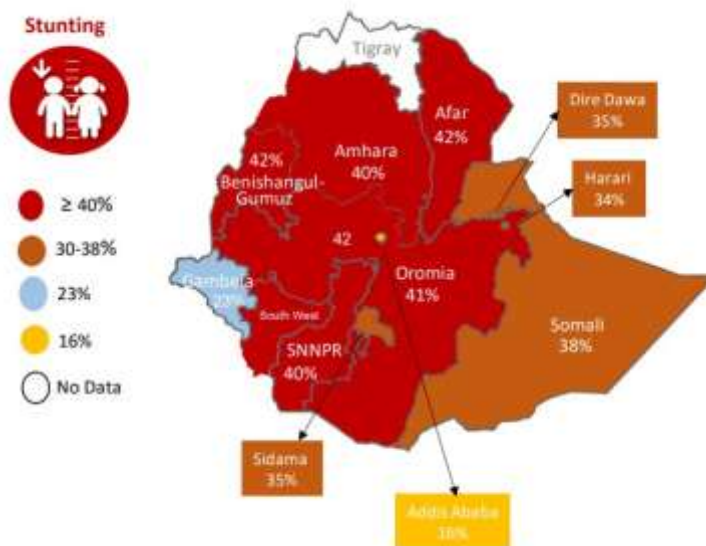 Stunting
≥ 40%
30-38%
23%
16%
No Data
Tigray
Afar
42%
Amhara
40%
42%
Benishangul-
Gumuz
42
Gambela
23%
South West
SNNPR
40%
Oromia
41%
Somali
38%
Dire Dawa
35%
Harari
34%
Sidama
35%
Addis Ababa
16%